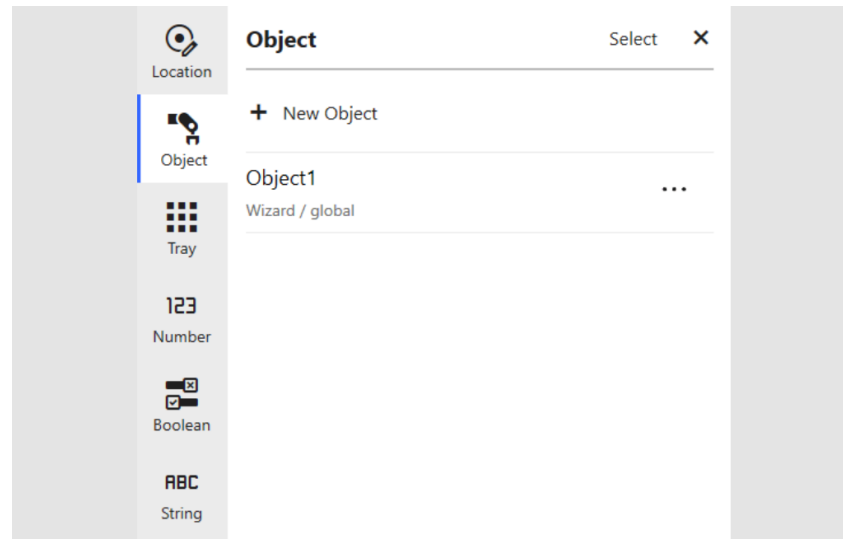 Location
Object
Tray
123
Number
Boolean
ABC
String
Object
Select
New Object
Object1
Wizard / global